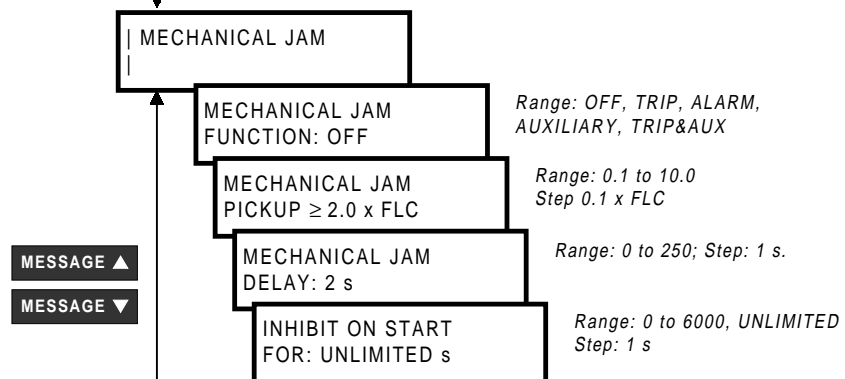 | MECHANICAL JAM
|
MECHANICAL JAM
FUNCTION: OFF
Range: OFF, TRIP, ALARM,
AUXILIARY, TRIP&AUX
MECHANICAL JAM
PICKUP ≥ 2.0 x FLC
Range: 0.1 to 10.0
Step 0.1 x FLC
MESSAGE ▲
MESSAGE ▼
MECHANICAL JAM
DELAY: 2 s
Range: 0 to 250; Step: 1 s.
INHIBIT ON START
FOR: UNLIMITED s
Range: 0 to 6000, UNLIMITED
Step: 1 s